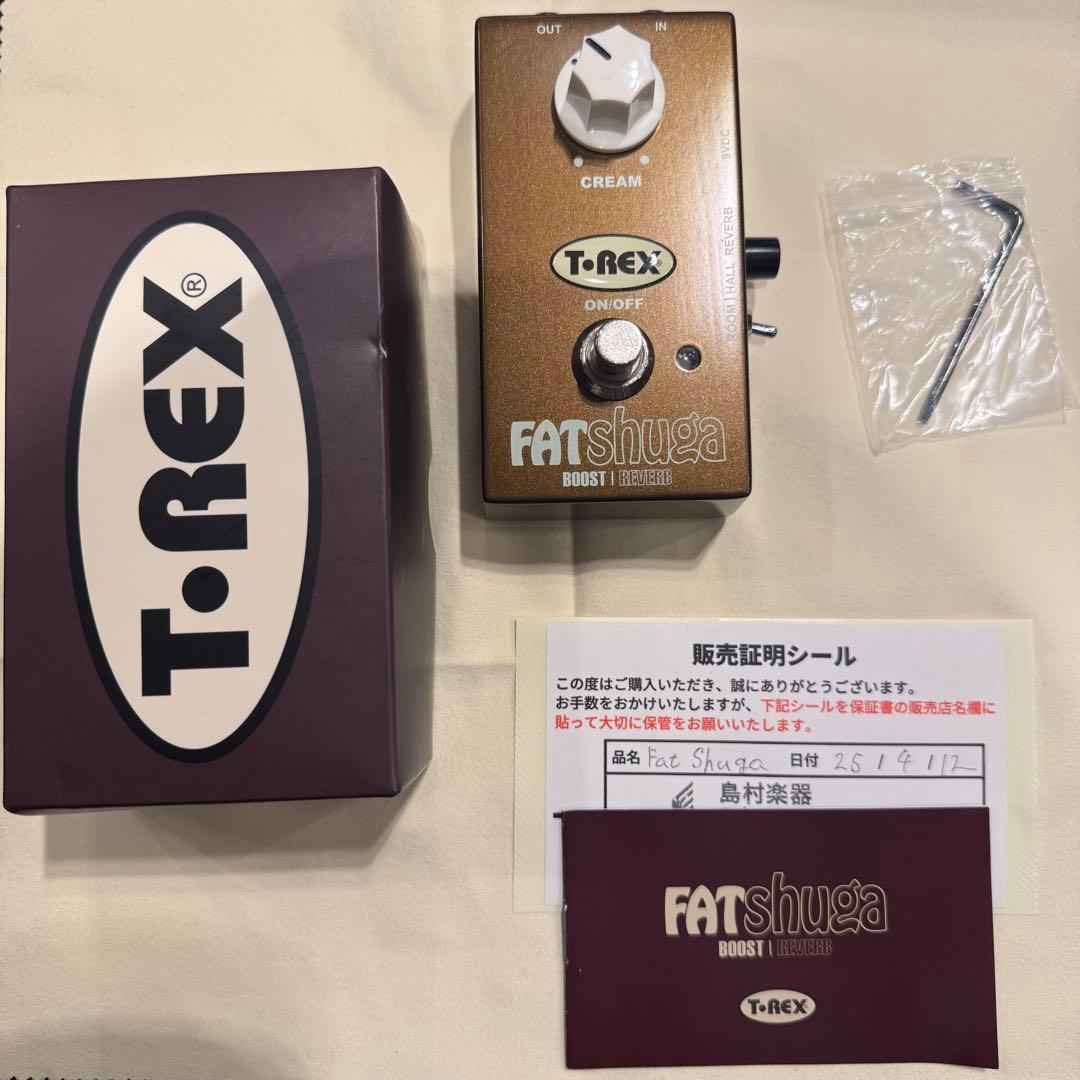 T·REX®
OUT IN
CREAM
9VDC
ROOM | HALL REVERB
T·REX®
ON/OFF
FATshuga
BOOST | REVERB
販売証明シール
この度はご購入いただき、誠にありがとうございます。
お手数をおかけいたしますが、下記シールを保証書の販売店名欄に
貼って大切に保管をお願いいたします。
品名 Fat Shuga 日付 25 / 4 / 12
島村楽器
FATshuga
BOOST | REVERB
T·REX